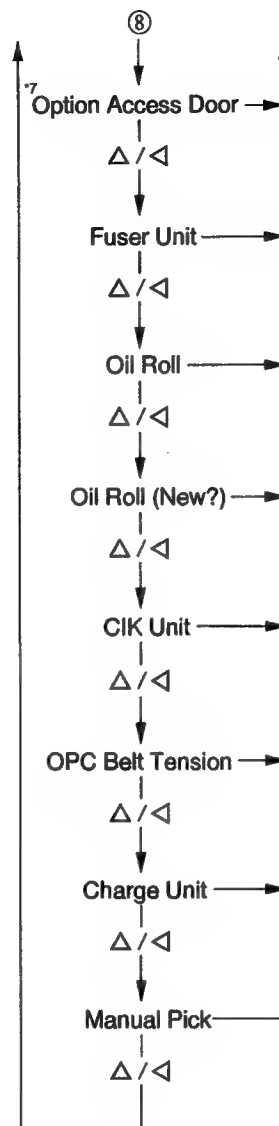 ⑧
*7 Option Access Door
△ / ◁
Fuser Unit
△ / ◁
Oil Roll
△ / ◁
Oil Roll (New?)
△ / ◁
CIK Unit
△ / ◁
OPC Belt Tension
△ / ◁
Charge Unit
△ / ◁
Manual Pick
△ / ◁